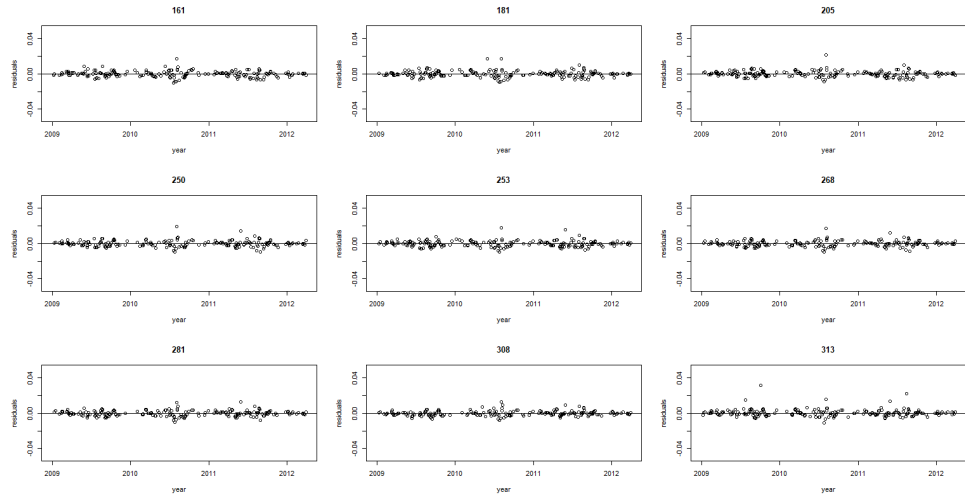 161 181 205
residuals -0.04 0.00 0.04 residuals -0.04 0.00 0.04 residuals -0.04 0.00 0.04
2009 2010 2011 2012 2009 2010 2011 2012 2009 2010 2011 2012
year year year
250 253 268
residuals -0.04 0.00 0.04 residuals -0.04 0.00 0.04 residuals -0.04 0.00 0.04
2009 2010 2011 2012 2009 2010 2011 2012 2009 2010 2011 2012
year year year
281 308 313
residuals -0.04 0.00 0.04 residuals -0.04 0.00 0.04 residuals -0.04 0.00 0.04
2009 2010 2011 2012 2009 2010 2011 2012 2009 2010 2011 2012
year year year